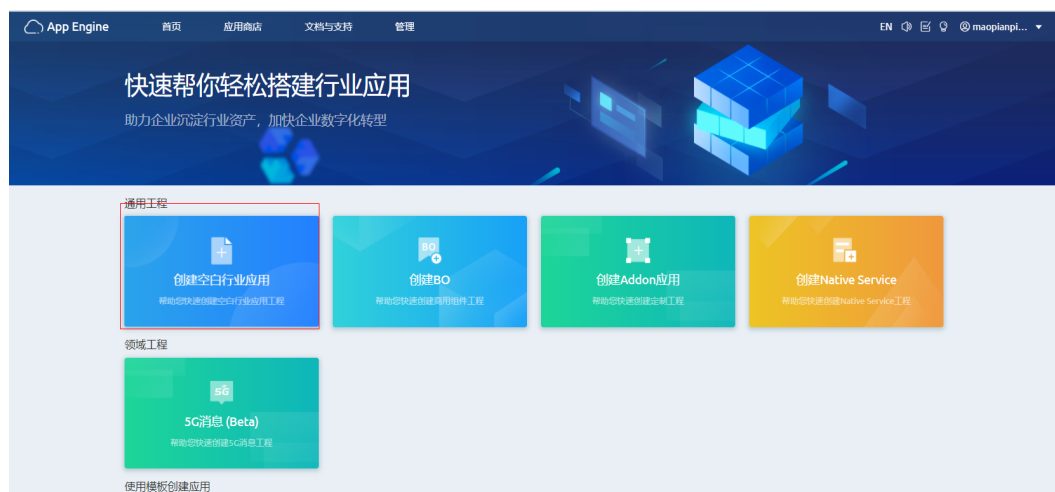 App Engine 首页 应用商店 文档与支持 管理 EN maopianpi...
快速帮你轻松搭建行业应用
助力企业沉淀行业资产，加快企业数字化转型
通用工程
创建空白行业应用
帮助您快速创建空白行业应用工程
BO
创建BO
帮助您快速创建商用组件工程
创建Addon应用
帮助您快速创建定制工程
创建Native Service
帮助您快速创建Native Service工程
领域工程
5G
5G消息 (Beta)
帮助您快速创建5G消息工程
使用模板创建应用